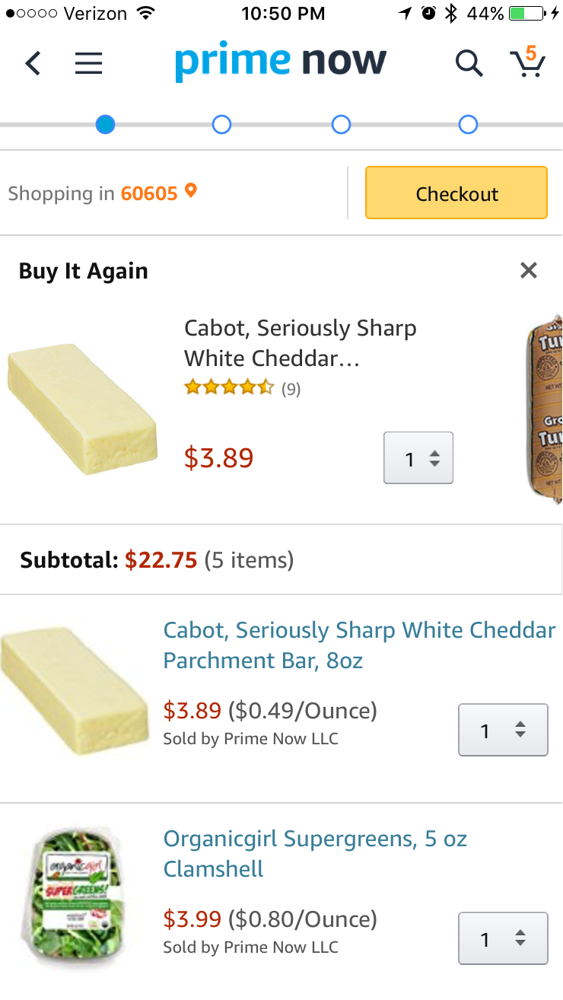 Verizon 10:50 PM 44%
prime now 5
Shopping in 60605 Checkout
Buy It Again
Cabot, Seriously Sharp
White Cheddar...
(9)
$3.89 1
Subtotal: $22.75 (5 items)
Cabot, Seriously Sharp White Cheddar
Parchment Bar, 8oz
$3.89 ($0.49/Ounce)
Sold by Prime Now LLC 1
Organicgirl Supergreens, 5 oz
Clamshell
organicgirl
SUPERGREENS!
$3.99 ($0.80/Ounce)
Sold by Prime Now LLC 1